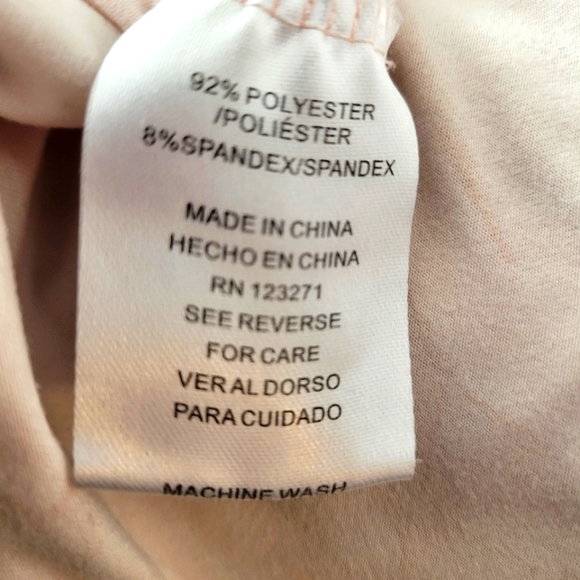 92% POLYESTER
/POLIÉSTER
8%SPANDEX/SPANDEX
MADE IN CHINA
HECHO EN CHINA
RN 123271
SEE REVERSE
FOR CARE
VER AL DORSO
PARA CUIDADO
MACHINE WASH